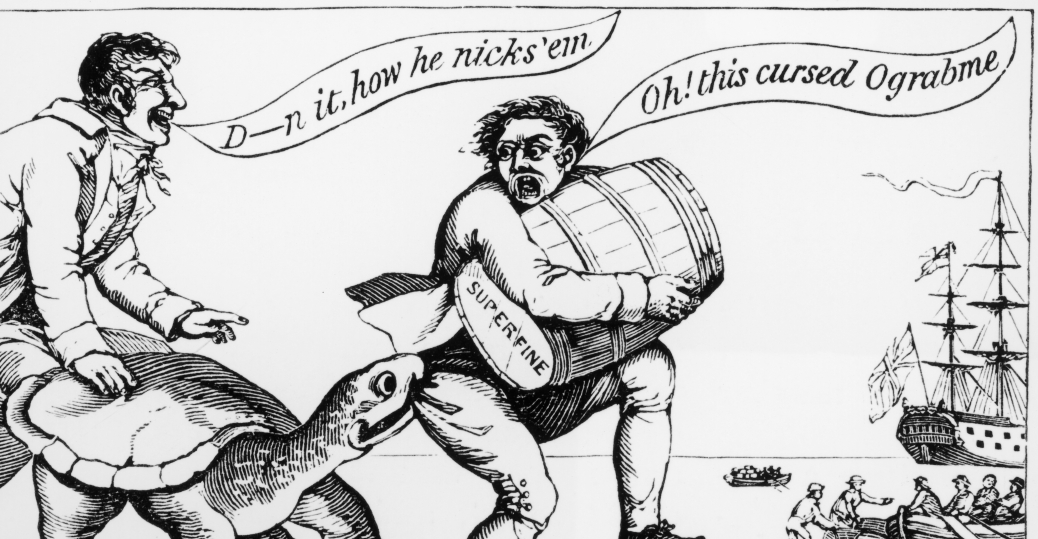 D—n it, how he nicks 'em
Oh! this cursed Ograbme
SUPERFINE